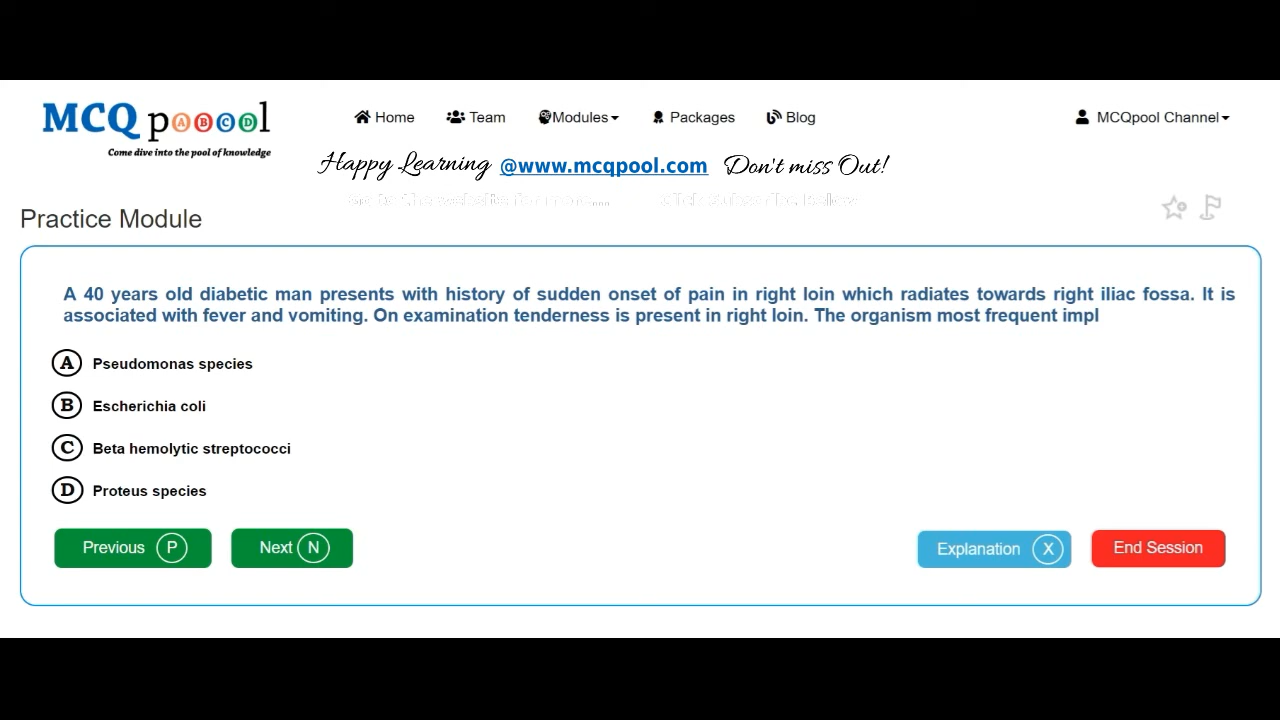 MCQ pooool
Come dive into the pool of knowledge
Home Team Modules Packages Blog MCQpool Channel
Happy Learning @www.mcqpool.com Don't miss Out!
Practice Module
A 40 years old diabetic man presents with history of sudden onset of pain in right loin which radiates towards right iliac fossa. It is
associated with fever and vomiting. On examination tenderness is present in right loin. The organism most frequent impl
A Pseudomonas species
B Escherichia coli
C Beta hemolytic streptococci
D Proteus species
Previous P Next N Explanation X End Session